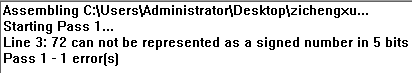 Assembling C:\Users\Administrator\Desktop\zichengxu...
Starting Pass 1...
Line 3: 72 can not be represented as a signed number in 5 bits
Pass 1 - 1 error(s)